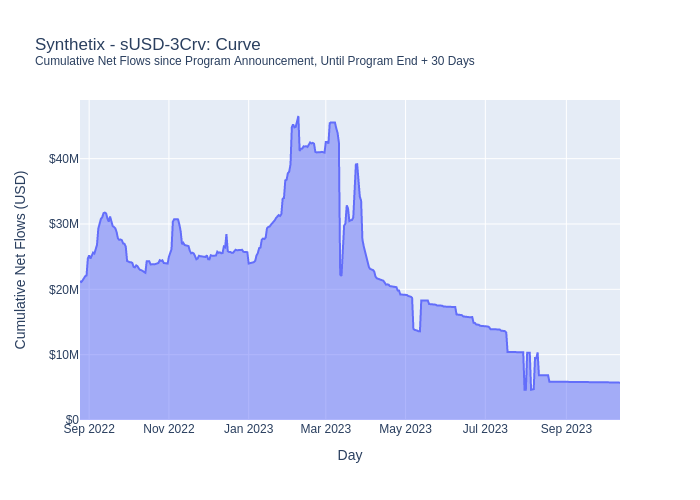 Synthetix - sUSD-3Crv: Curve
Cumulative Net Flows since Program Announcement, Until Program End + 30 Days
Cumulative Net Flows (USD)
$40M
$30M
$20M
$10M
$0
Sep 2022 Nov 2022 Jan 2023 Mar 2023 May 2023 Jul 2023 Sep 2023
Day